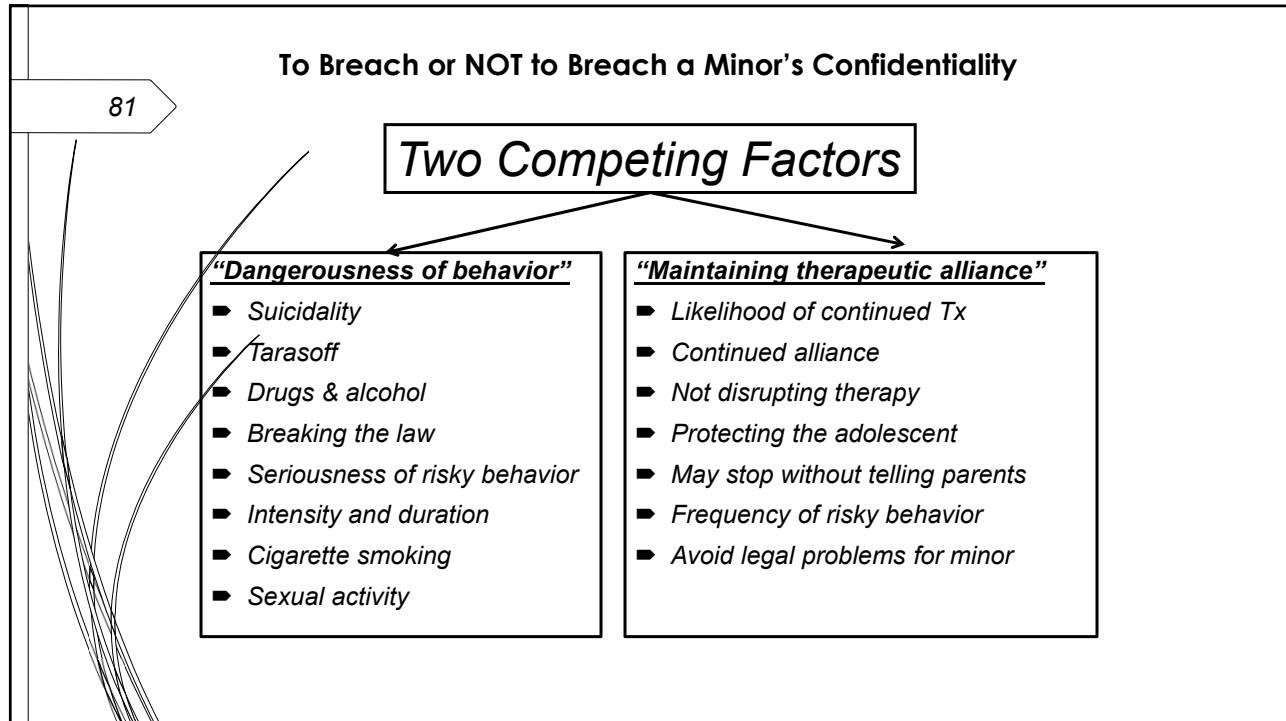 To Breach or NOT to Breach a Minor’s Confidentiality
81
Two Competing Factors
“Dangerousness of behavior”
Suicidality
Tarasoff
Drugs & alcohol
Breaking the law
Seriousness of risky behavior
Intensity and duration
Cigarette smoking
Sexual activity
“Maintaining therapeutic alliance”
Likelihood of continued Tx
Continued alliance
Not disrupting therapy
Protecting the adolescent
May stop without telling parents
Frequency of risky behavior
Avoid legal problems for minor